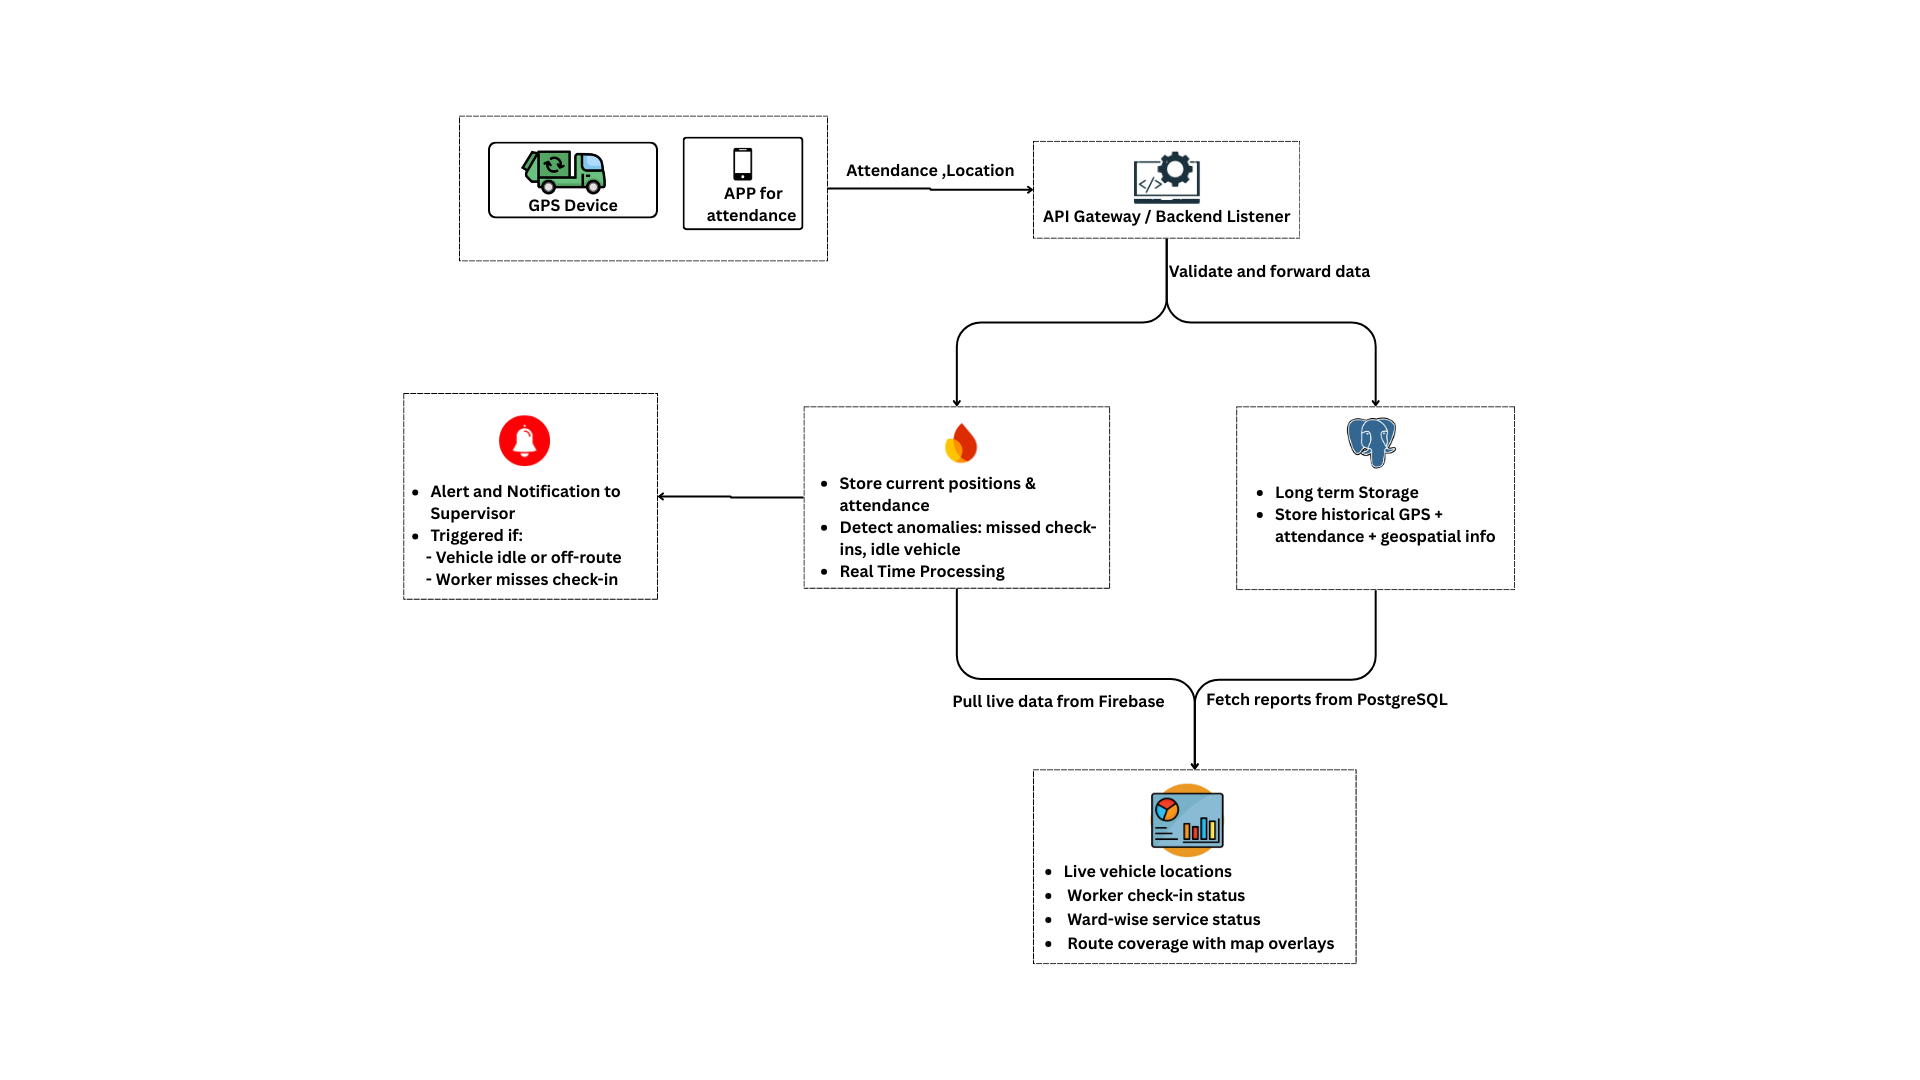 GPS Device
APP for
attendance
Attendance ,Location
</>
API Gateway / Backend Listener
Validate and forward data
Alert and Notification to
Supervisor
Triggered if:
- Vehicle idle or off-route
- Worker misses check-in
Store current positions &
attendance
Detect anomalies: missed check-
ins, idle vehicle
Real Time Processing
Long term Storage
Store historical GPS +
attendance + geospatial info
Pull live data from Firebase
Fetch reports from PostgreSQL
Live vehicle locations
Worker check-in status
Ward-wise service status
Route coverage with map overlays